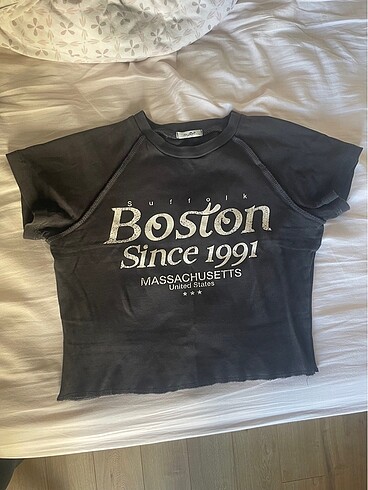 Suffolk
Boston
Since 1991
MASSACHUSETTS
United States